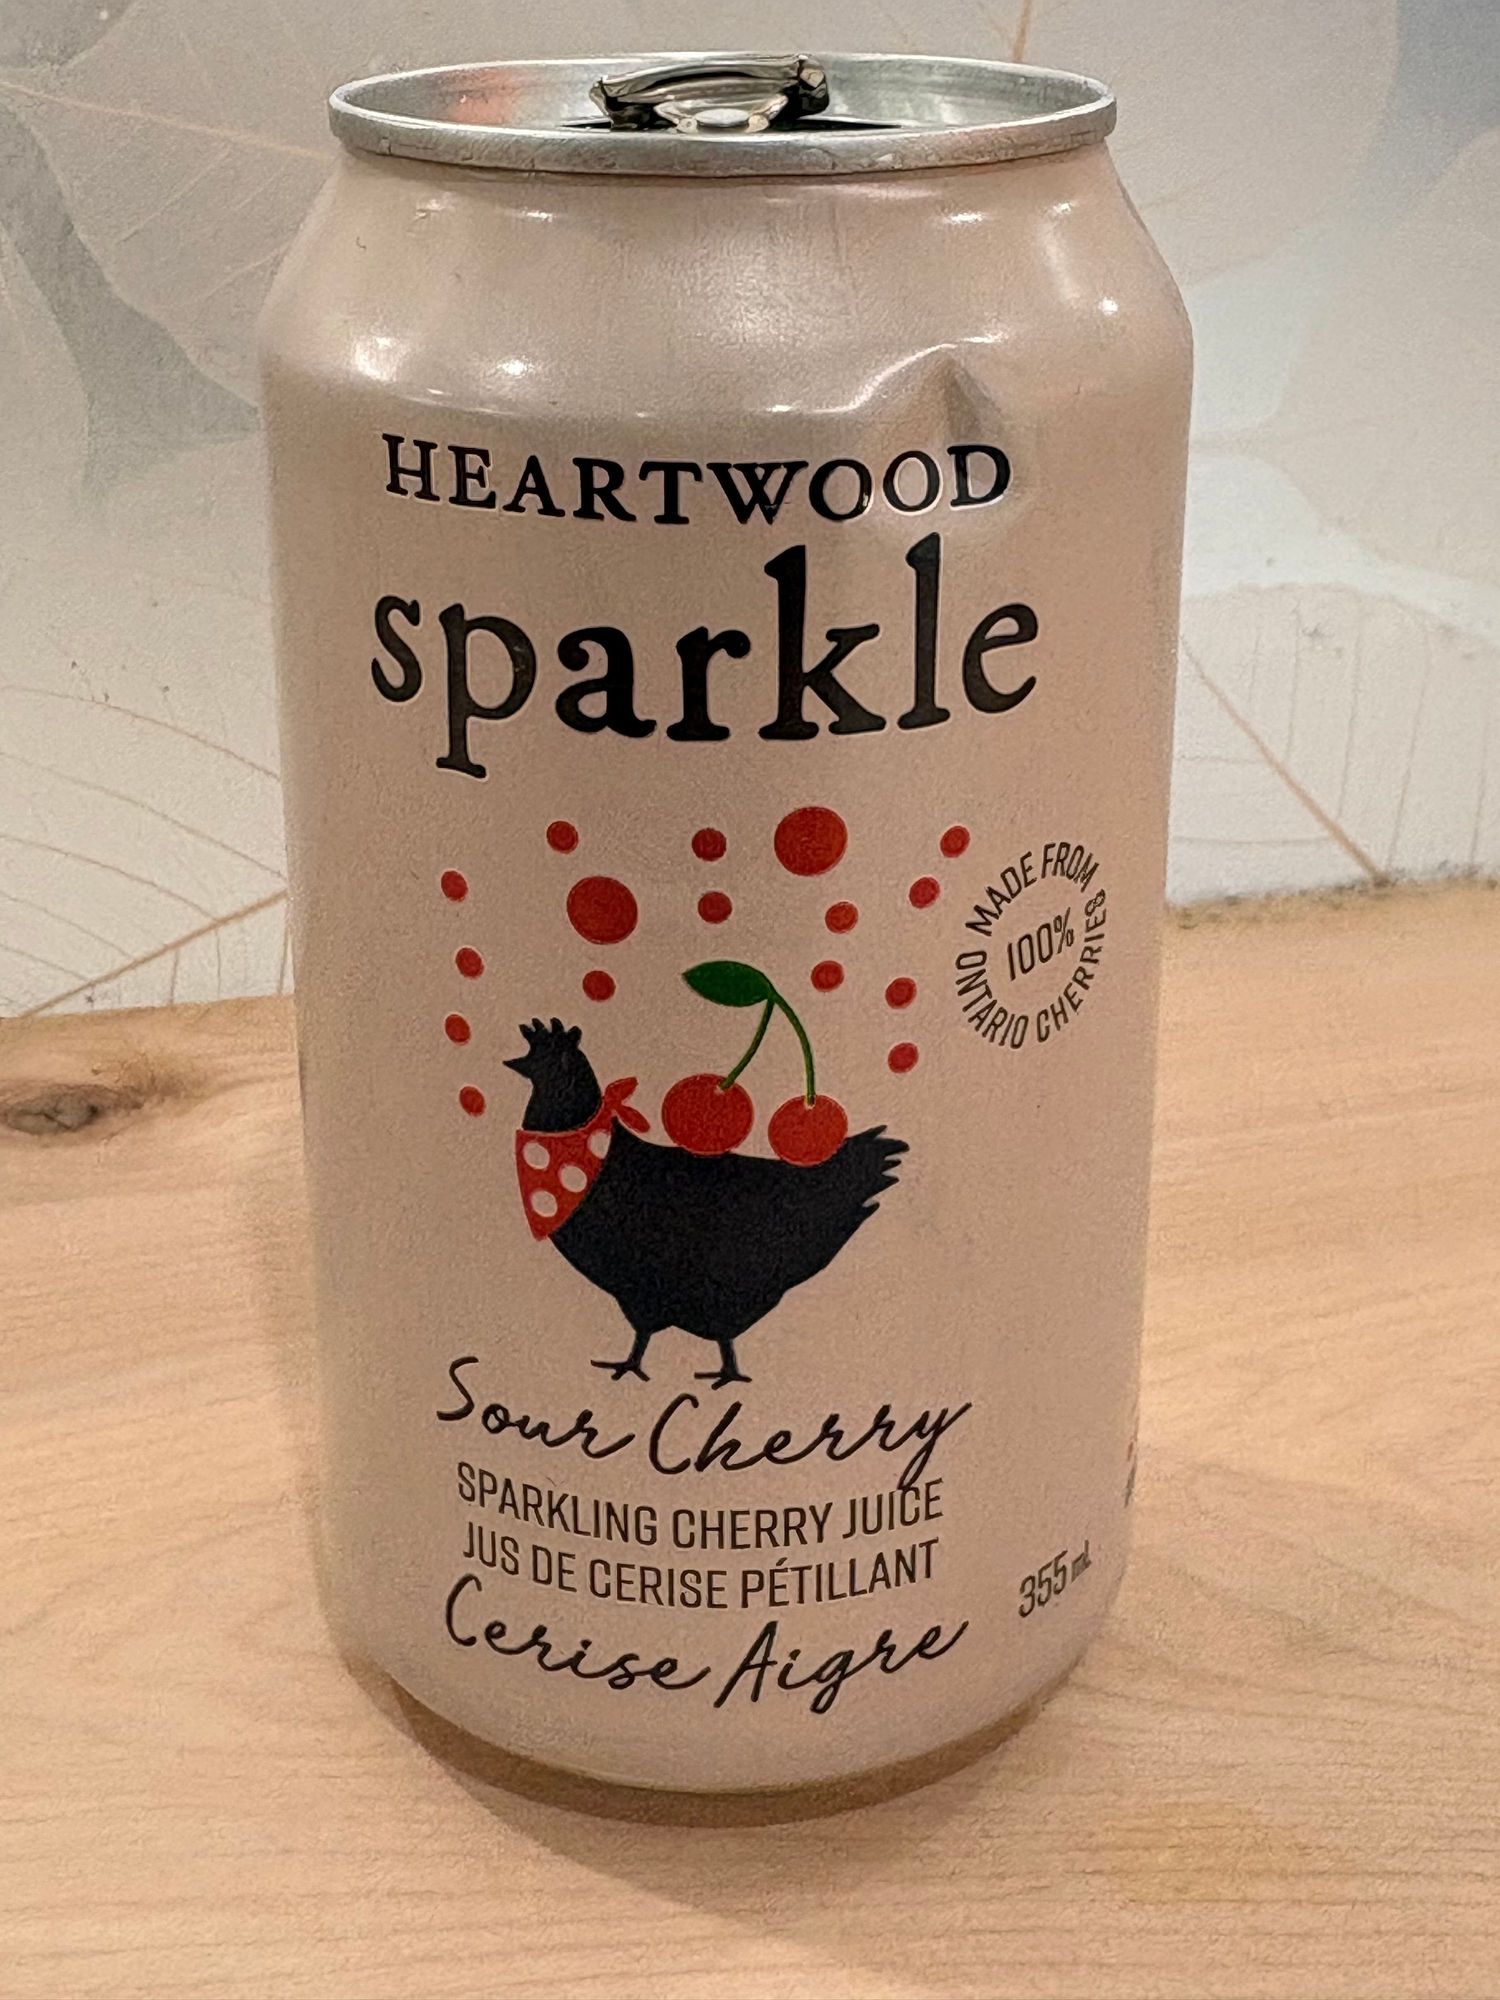 HEARTWOOD
sparkle
MADE FROM
100%
ONTARIO CHERRIES
Sour Cherry
SPARKLING CHERRY JUICE
JUS DE CERISE PÉTILLANT
Cerise Aigre
355 mL